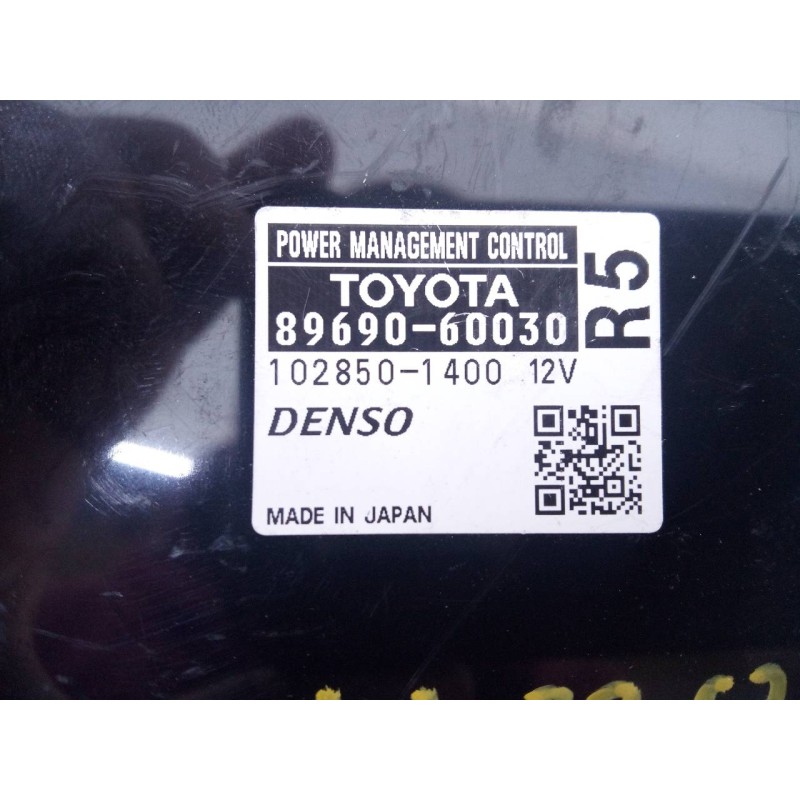 POWER MANAGEMENT CONTROL
TOYOTA
89690-60030
R5
102850-1400 12V
DENSO
MADE IN JAPAN